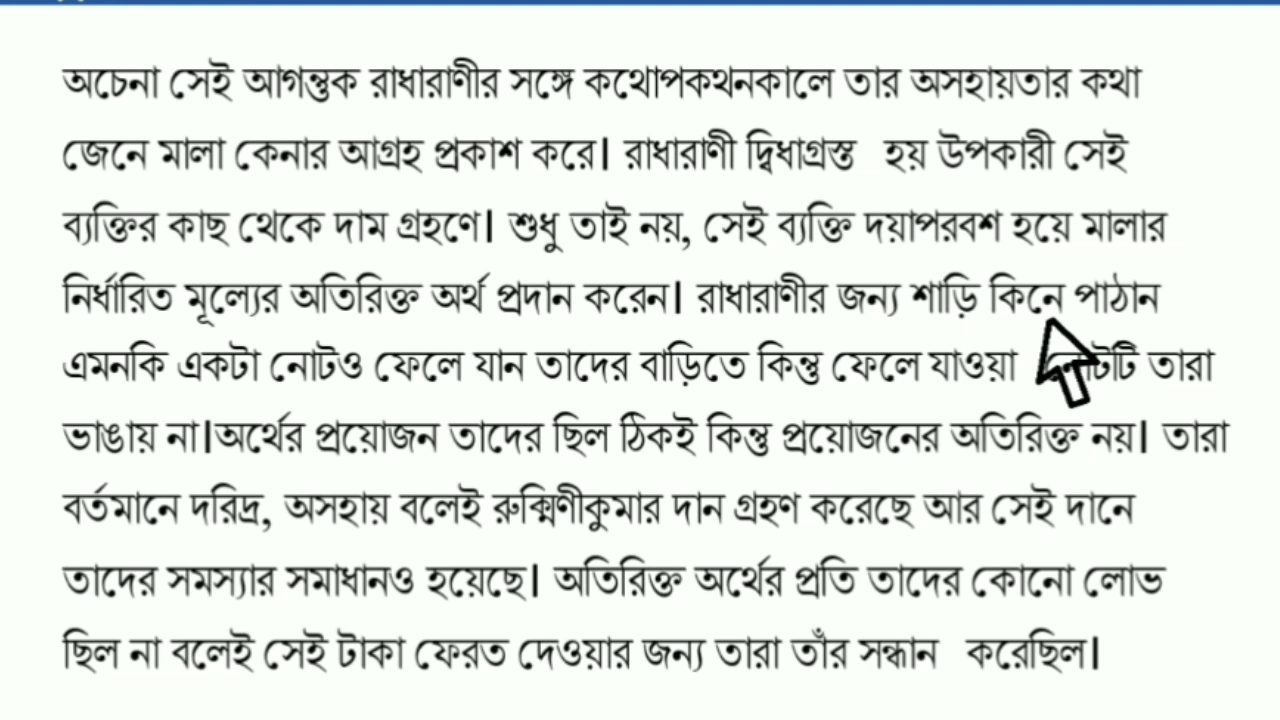 অচেনা সেই আগন্তুক রাধারাণীর সঙ্গে কথোপকথনকালে তার অসহায়তার কথা
জেনে মালা কেনার আগ্রহ প্রকাশ করে। রাধারাণী দ্বিধাগ্রস্ত হয় উপকারী সেই
ব্যক্তির কাছ থেকে দাম গ্রহণে। শুধু তাই নয়, সেই ব্যক্তি দয়াপরবশ হয়ে মালার
নির্ধারিত মূল্যের অতিরিক্ত অর্থ প্রদান করেন। রাধারাণীর জন্য শাড়ি কিনে পাঠান
এমনকি একটা নোটও ফেলে যান তাদের বাড়িতে কিন্তু ফেলে যাওয়া নোটটি তারা
ভাঙায় না।অর্থের প্রয়োজন তাদের ছিল ঠিকই কিন্তু প্রয়োজনের অতিরিক্ত নয়। তারা
বর্তমানে দরিদ্র, অসহায় বলেই রুক্মিণীকুমার দান গ্রহণ করেছে আর সেই দানে
তাদের সমস্যার সমাধানও হয়েছে। অতিরিক্ত অর্থের প্রতি তাদের কোনো লোভ
ছিল না বলেই সেই টাকা ফেরত দেওয়ার জন্য তারা তাঁর সন্ধান করেছিল।